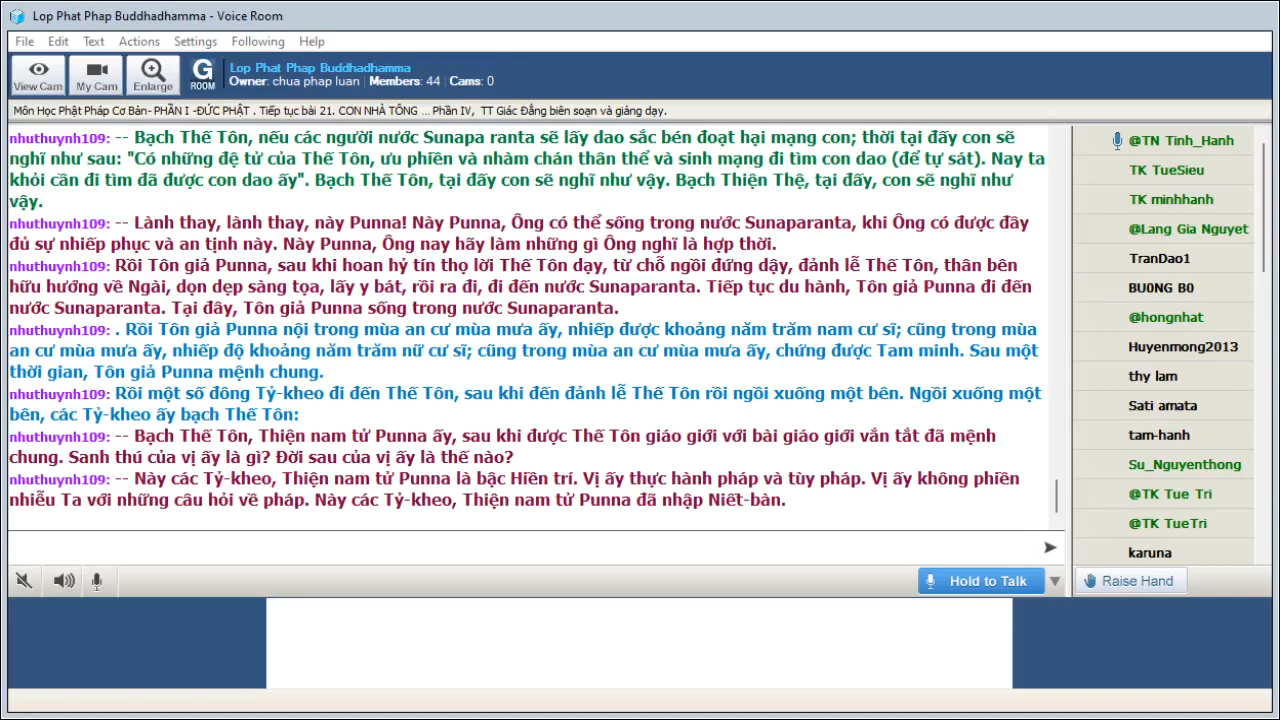 Lop Phat Phap Buddhadhamma - Voice Room
File Edit Text Actions Settings Following Help
View Cam
My Cam
Enlarge
G
ROOM
Lop Phat Phap Buddhadhamma
Owner: chua phap luan | Members: 44 | Cams: 0
Môn Học Phật Pháp Cơ Bản- PHẦN I -ĐỨC PHẬT . Tiếp tục bài 21. CON NHÀ TÔNG ... Phần IV, TT Giác Đẳng biên soạn và giảng dạy.
nhuthuynh109: -- Bạch Thế Tôn, nếu các người nước Sunapa ranta sẽ lấy dao sắc bén đoạt hại mạng con; thời tại đấy con sẽ
nghĩ như sau: "Có những đệ tử của Thế Tôn, ưu phiền và nhàm chán thân thể và sinh mạng đi tìm con dao (để tự sát). Nay ta
khỏi cần đi tìm đã được con dao ấy". Bạch Thế Tôn, tại đấy con sẽ nghĩ như vậy. Bạch Thiện Thệ, tại đấy, con sẽ nghĩ như
vậy.
nhuthuynh109: -- Lành thay, lành thay, này Punna! Này Punna, Ông có thể sống trong nước Sunaparanta, khi Ông có được đầy
đủ sự nhiếp phục và an tịnh này. Này Punna, Ông nay hãy làm những gì Ông nghĩ là hợp thời.
nhuthuynh109: Rồi Tôn giả Punna, sau khi hoan hỷ tín thọ lời Thế Tôn dạy, từ chỗ ngồi đứng dậy, đảnh lễ Thế Tôn, thân bên
hữu hướng về Ngài, dọn dẹp sàng tọa, lấy y bát, rồi ra đi, đi đến nước Sunaparanta. Tiếp tục du hành, Tôn giả Punna đi đến
nước Sunaparanta. Tại đây, Tôn giả Punna sống trong nước Sunaparanta.
nhuthuynh109: . Rồi Tôn giả Punna nội trong mùa an cư mùa mưa ấy, nhiếp được khoảng năm trăm nam cư sĩ; cũng trong mùa
an cư mùa mưa ấy, nhiếp độ khoảng năm trăm nữ cư sĩ; cũng trong mùa an cư mùa mưa ấy, chứng được Tam minh. Sau một
thời gian, Tôn giả Punna mệnh chung.
nhuthuynh109: Rồi một số đông Tỷ-kheo đi đến Thế Tôn, sau khi đến đảnh lễ Thế Tôn rồi ngồi xuống một bên. Ngồi xuống một
bên, các Tỷ-kheo ấy bạch Thế Tôn:
nhuthuynh109: -- Bạch Thế Tôn, Thiện nam tử Punna ấy, sau khi được Thế Tôn giáo giới với bài giáo giới vắn tắt đã mệnh
chung. Sanh thú của vị ấy là gì? Đời sau của vị ấy là thế nào?
nhuthuynh109: -- Này các Tỷ-kheo, Thiện nam tử Punna là bậc Hiền trí. Vị ấy thực hành pháp và tùy pháp. Vị ấy không phiền
nhiễu Ta với những câu hỏi về pháp. Này các Tỷ-kheo, Thiện nam tử Punna đã nhập Niết-bàn.
@TN Tinh_Hanh
TK TueSieu
TK minhhanh
@Lang Gia Nguyet
TranDao1
BU0NG B0
@hongnhat
Huyenmong2013
thy lam
Sati amata
tam-hanh
Su_Nguyenthong
@TK Tue Tri
@TK TueTri
karuna
Hold to Talk
Raise Hand